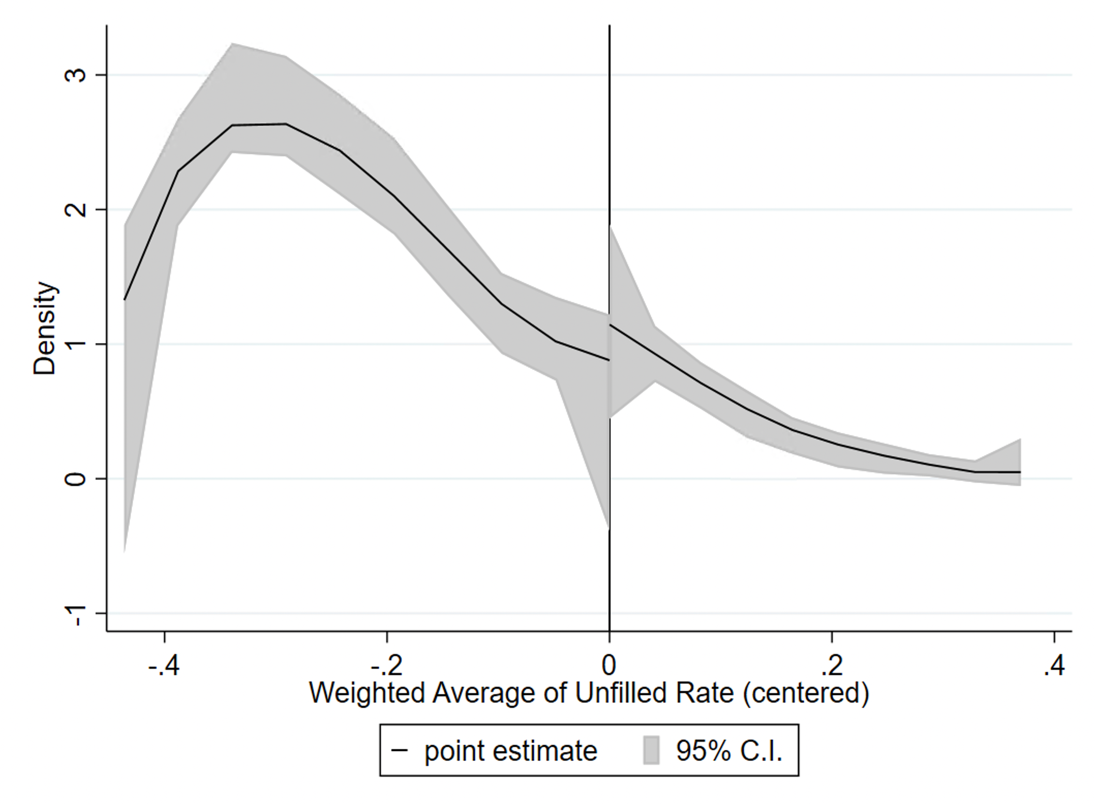 3
2
1
0
-1
Density
-.4
-.2
0
.2
.4
Weighted Average of Unfilled Rate (centered)
point estimate
95% C.I.